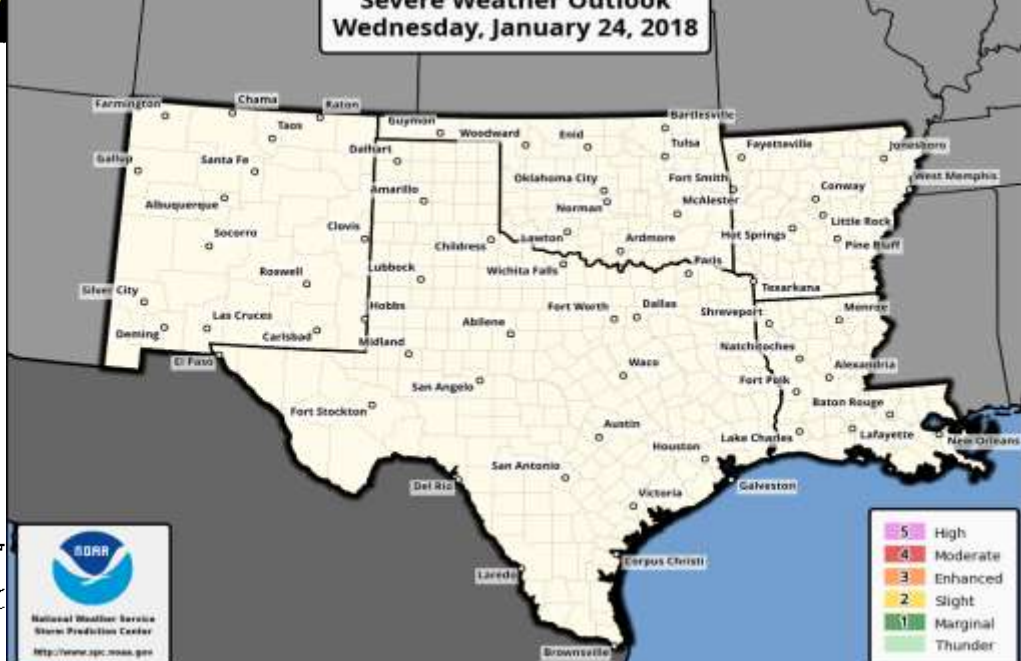 Severe Weather Outlook
Wednesday, January 24, 2018
Farmington
Chama
Raton
Taos
Guymon
Woodward
Enid
Bartlesville
Tulsa
Fayetteville
Jonesboro
Gallup
Santa Fe
Dalhart
Oklahoma City
Fort Smith
Conway
West Memphis
Albuquerque
Amarillo
Norman
McAlester
Little Rock
Socorro
Clovis
Childress
Lawton
Ardmore
Hot Springs
Pine Bluff
Roswell
Lubbock
Wichita Falls
Paris
Texarkana
Silver City
Las Cruces
Hobbs
Abilene
Fort Worth
Dallas
Shreveport
Monroe
Deming
Carlsbad
Midland
Natchitoches
El Paso
San Angelo
Waco
Fort Polk
Alexandria
Fort Stockton
Austin
Baton Rouge
Houston
Lake Charles
Lafayette
New Orleans
San Antonio
Del Rio
Victoria
Galveston
Laredo
Corpus Christi
Brownsville
NOAA
National Weather Service
Storm Prediction Center
http://www.spc.noaa.gov
5 High
4 Moderate
3 Enhanced
2 Slight
1 Marginal
Thunder